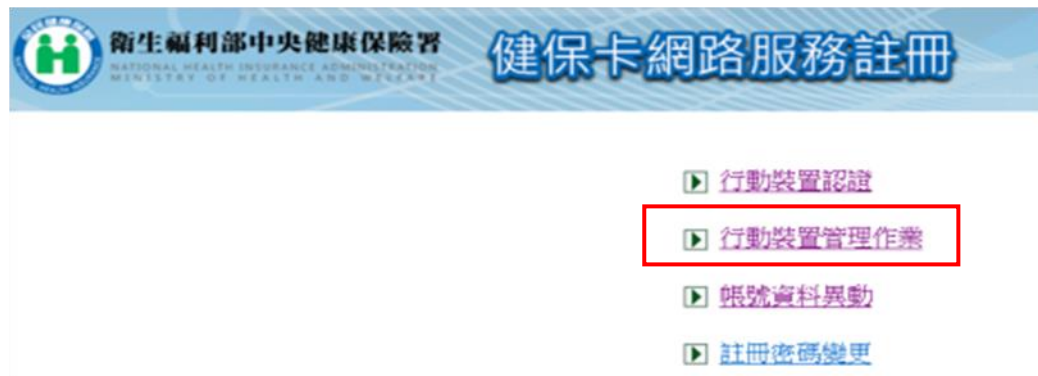 衛生福利部中央健康保險署
NATIONAL HEALTH INSURANCE ADMINISTRATION
MINISTRY OF HEALTH AND WELFARE
健保卡網路服務註冊
行動裝置認證
行動裝置管理作業
帳號資料異動
註冊密碼變更